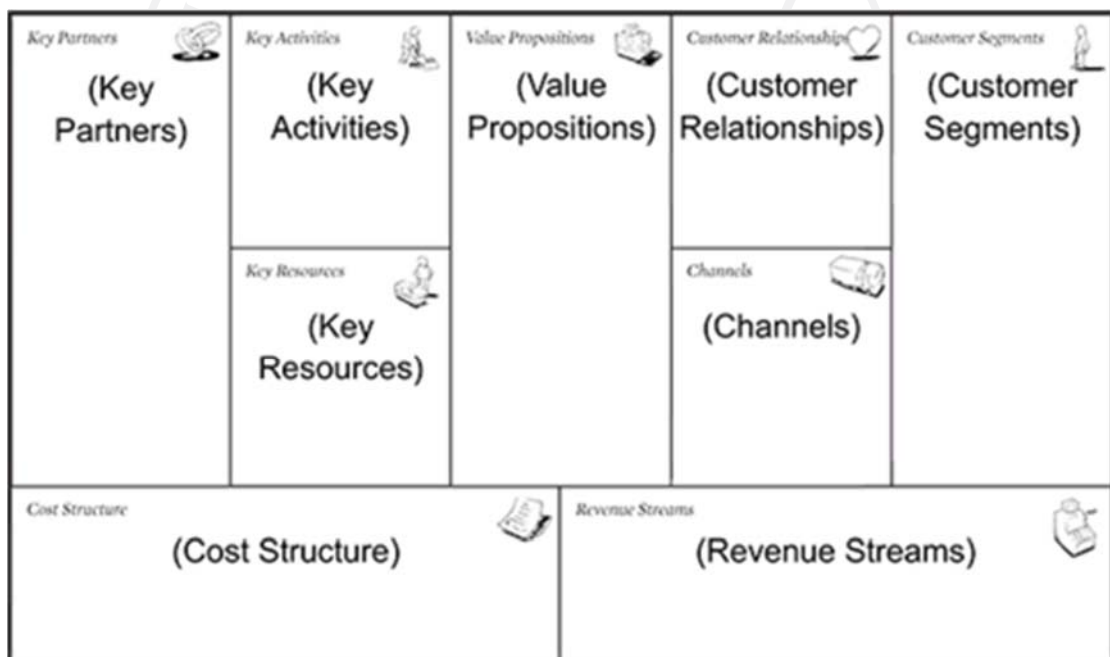 Key Partners
(Key
Partners)
Key Activities
(Key
Activities)
Key Resources
(Key
Resources)
Value Propositions
(Value
Propositions)
Customer Relationships
(Customer
Relationships)
Channels
(Channels)
Customer Segments
(Customer
Segments)
Cost Structure
(Cost Structure)
Revenue Streams
(Revenue Streams)